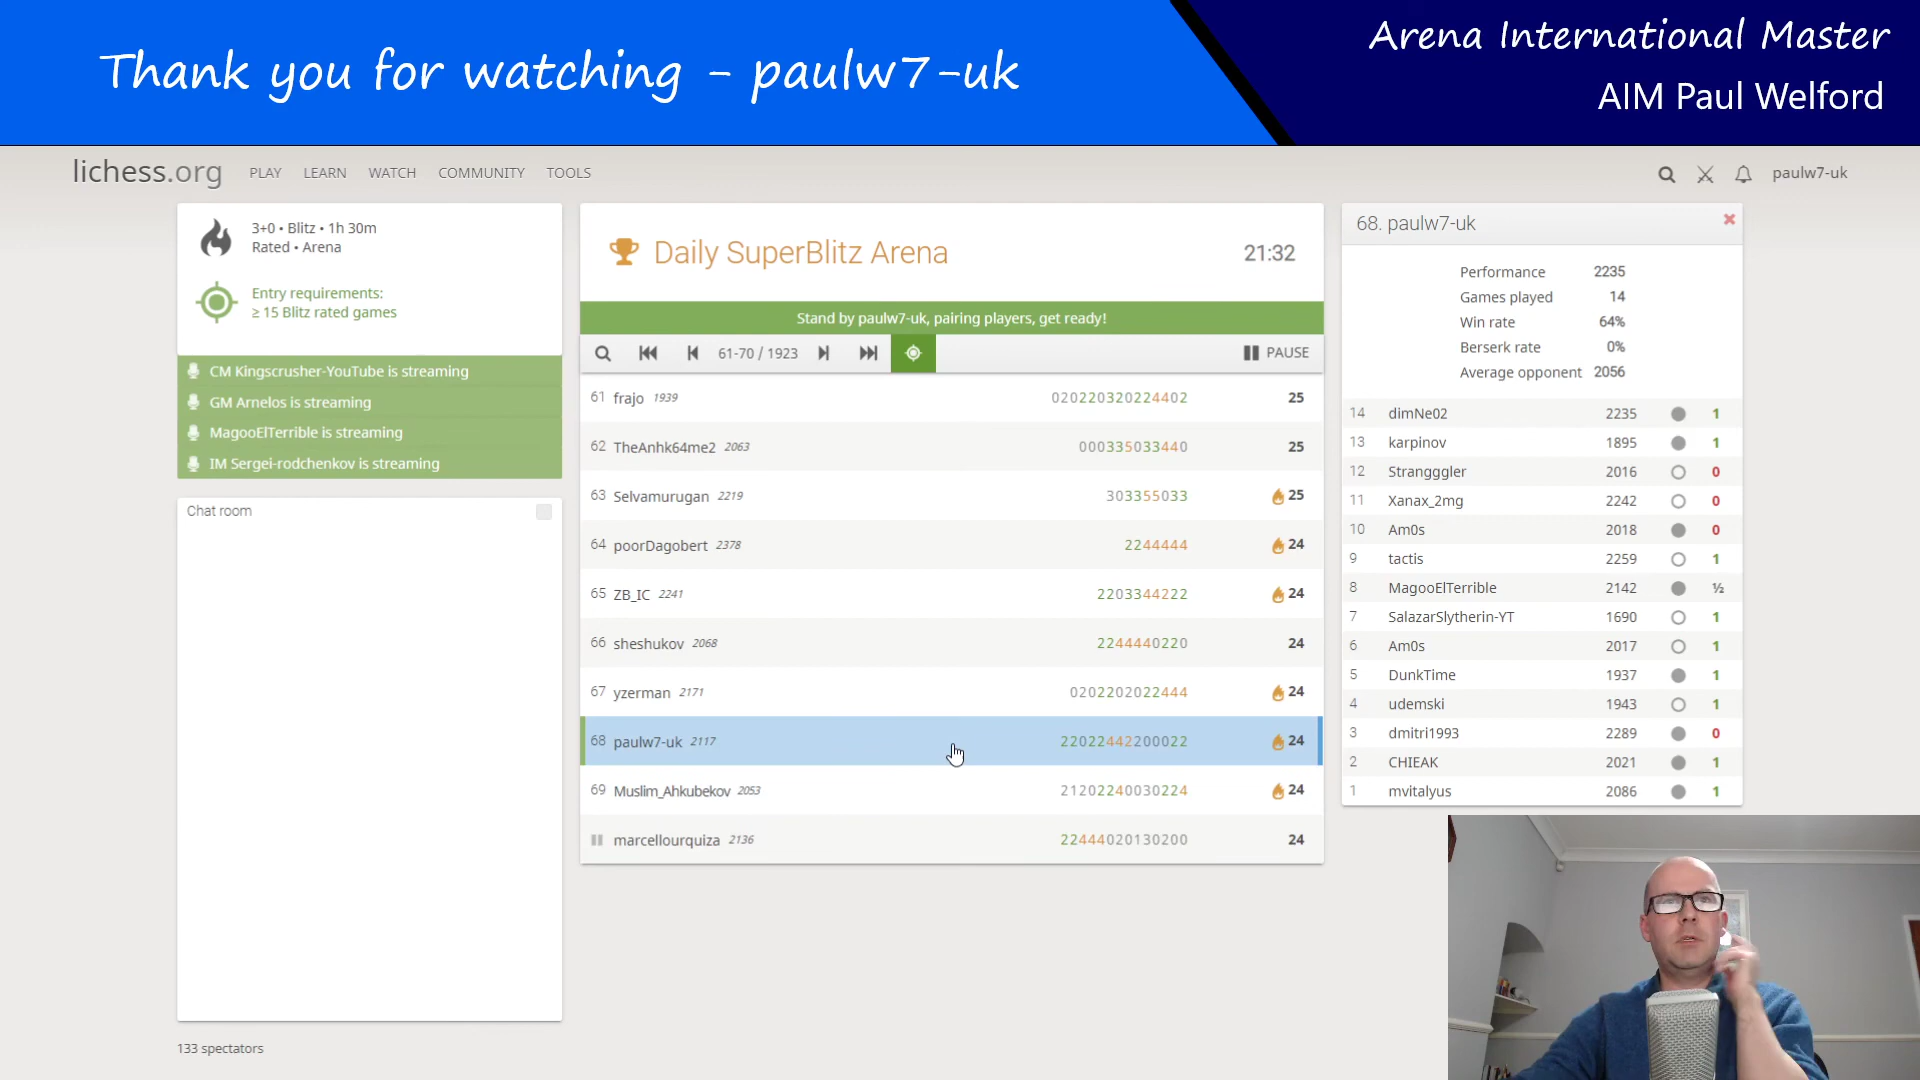 Thank you for watching - paulw7-uk
Arena International Master
AIM Paul Welford
lichess.org PLAY LEARN WATCH COMMUNITY TOOLS paulw7-uk
3+0 • Blitz • 1h 30m
Rated • Arena
Entry requirements:
≥ 15 Blitz rated games
CM Kingscrusher-YouTube is streaming
GM Arnelos is streaming
MagooElTerrible is streaming
IM Sergei-rodchenkov is streaming
Chat room
133 spectators
Daily SuperBlitz Arena 21:32
Stand by paulw7-uk, pairing players, get ready!
61-70 / 1923 PAUSE
61 frajo 1939 020220320224402 25
62 TheAnhk64me2 2063 000335033440 25
63 Selvamurugan 2219 303355033 25
64 poorDagobert 2378 2244444 24
65 ZB_IC 2241 2203344222 24
66 sheshukov 2068 2244440220 24
67 yzerman 2171 0202202022444 24
68 paulw7-uk 2117 22022442200022 24
69 Muslim_Ahkubekov 2053 21202240030224 24
marcellourquiza 2136 22444020130200 24
68. paulw7-uk
Performance 2235
Games played 14
Win rate 64%
Berserk rate 0%
Average opponent 2056
14 dimNe02 2235 1
13 karpinov 1895 1
12 Strangggler 2016 0
11 Xanax_2mg 2242 0
10 Am0s 2018 0
9 tactis 2259 1
8 MagooElTerrible 2142 ½
7 SalazarSlytherin-YT 1690 1
6 Am0s 2017 1
5 DunkTime 1937 1
4 udemski 1943 1
3 dmitri1993 2289 0
2 CHIEAK 2021 1
1 mvitalyus 2086 1